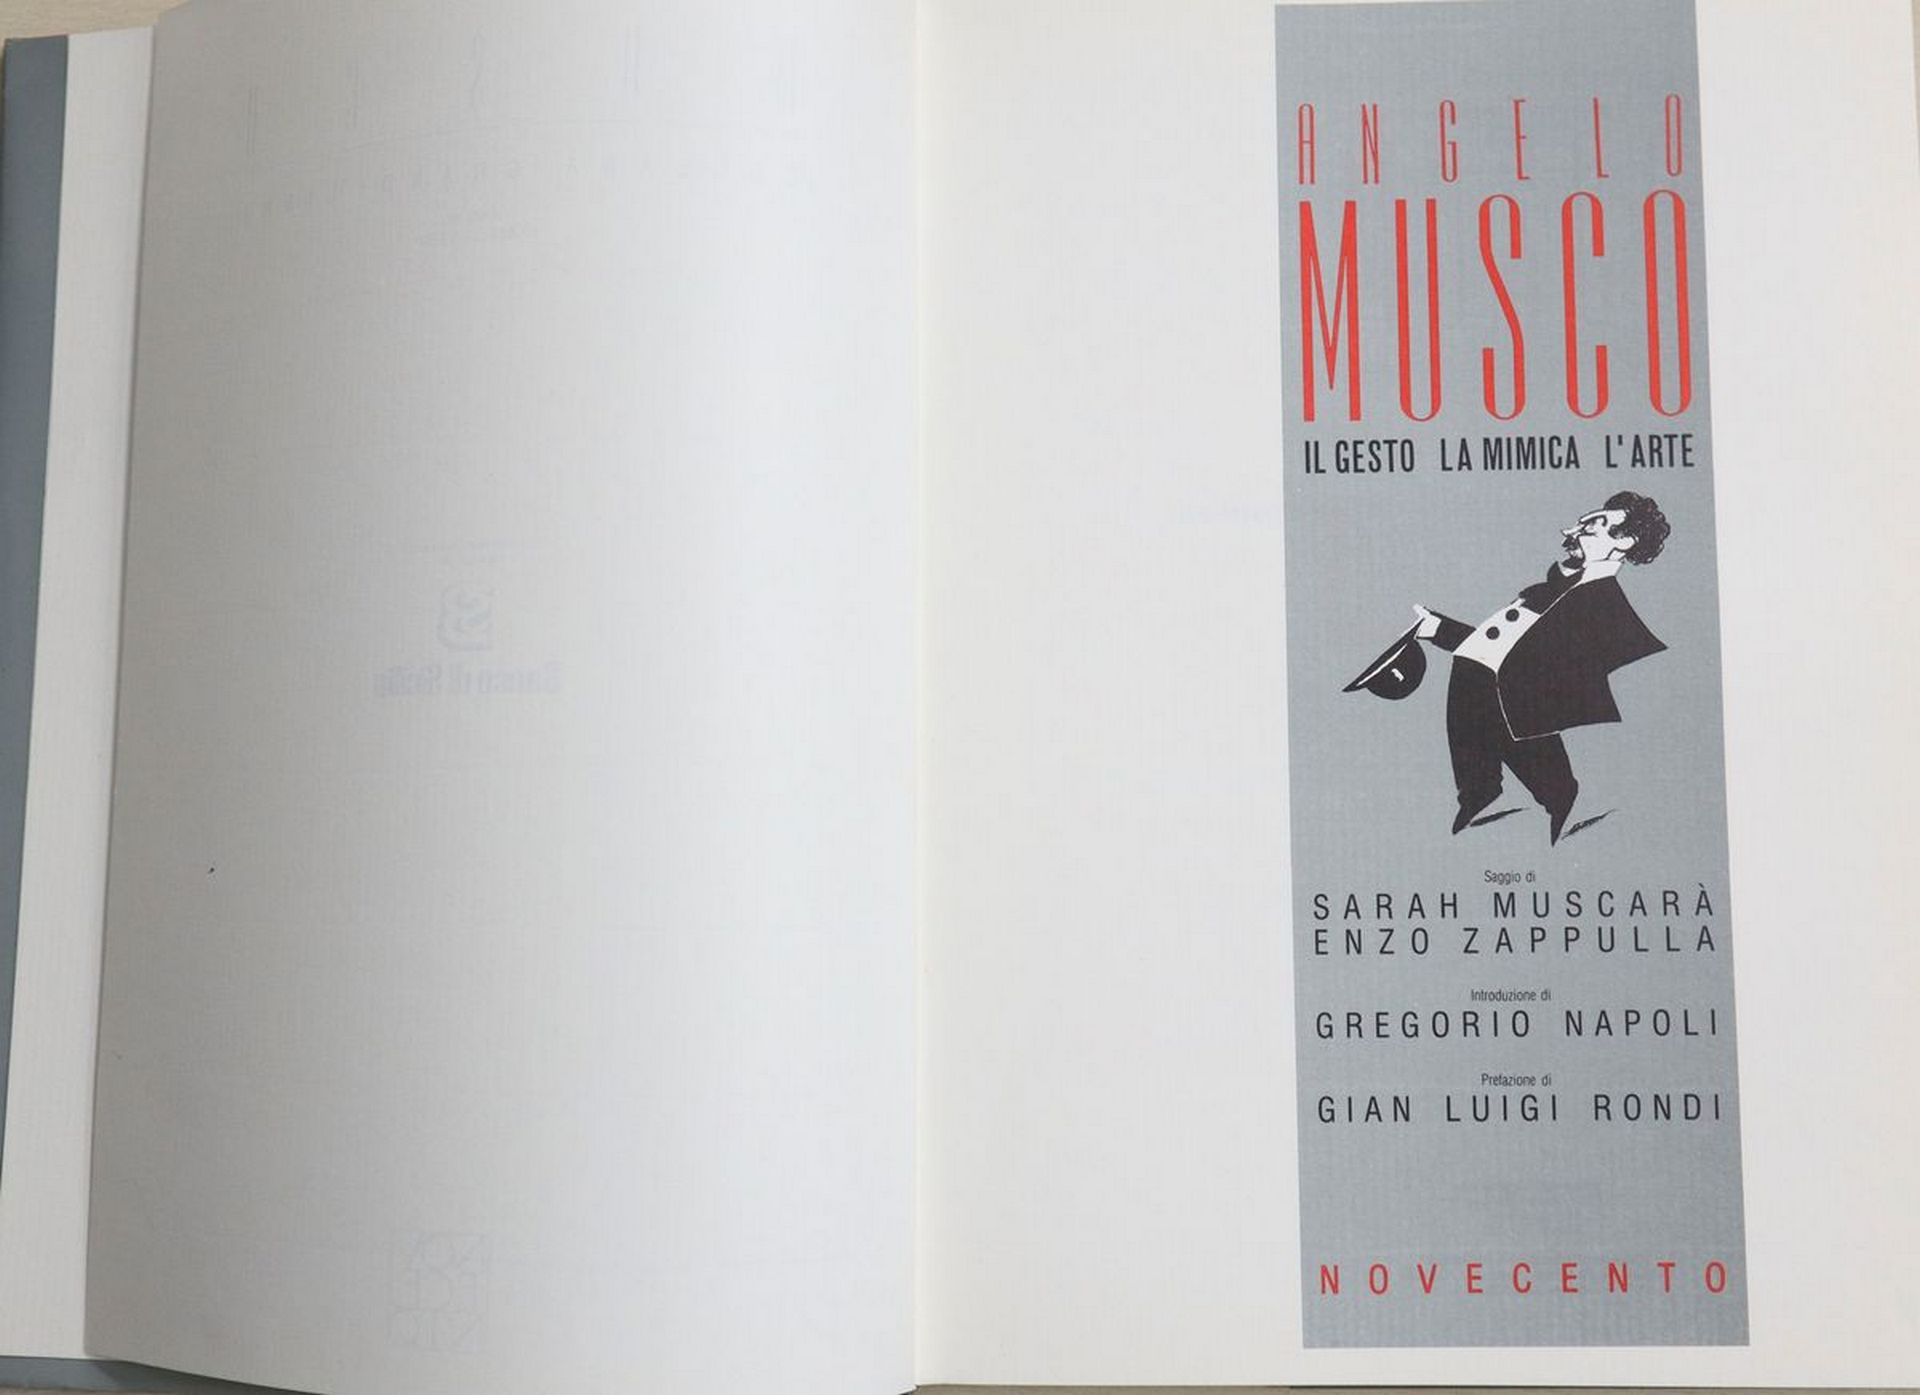 ANGELO
MUSCO
IL GESTO LA MIMICA L'ARTE
Saggio di
SARAH MUSCARÀ
ENZO ZAPPULLA
Introduzione di
GREGORIO NAPOLI
Prefazione di
GIAN LUIGI RONDI
NOVECENTO